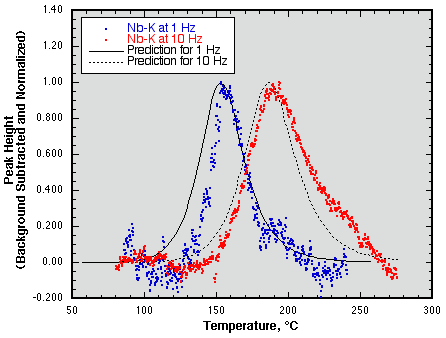 Peak Height
(Background Subtracted and Normalized)
1.40
1.20
1.00
0.800
0.600
0.400
0.200
0.00
-0.200
Nb-K at 1 Hz
Nb-K at 10 Hz
Prediction for 1 Hz
Prediction for 10 Hz
50 100 150 200 250 300
Temperature, °C